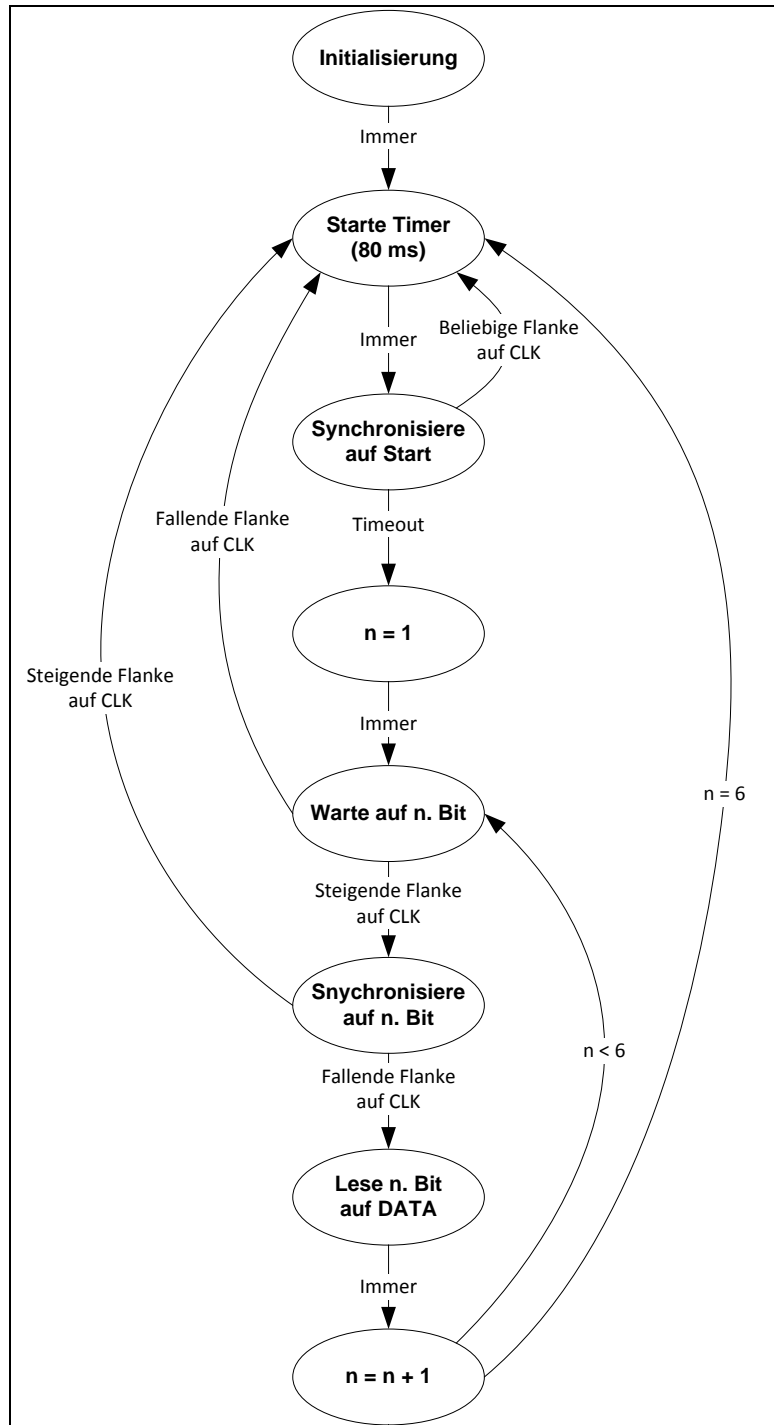 Initialisierung
Immer
Starte Timer
(80 ms)
Beliebige Flanke
auf CLK
Immer
Synchronisiere
auf Start
Fallende Flanke
auf CLK
Timeout
n = 1
Steigende Flanke
auf CLK
Immer
n = 6
Warte auf n. Bit
Steigende Flanke
auf CLK
Snychronisiere
auf n. Bit
n < 6
Fallende Flanke
auf CLK
Lese n. Bit
auf DATA
Immer
n = n + 1